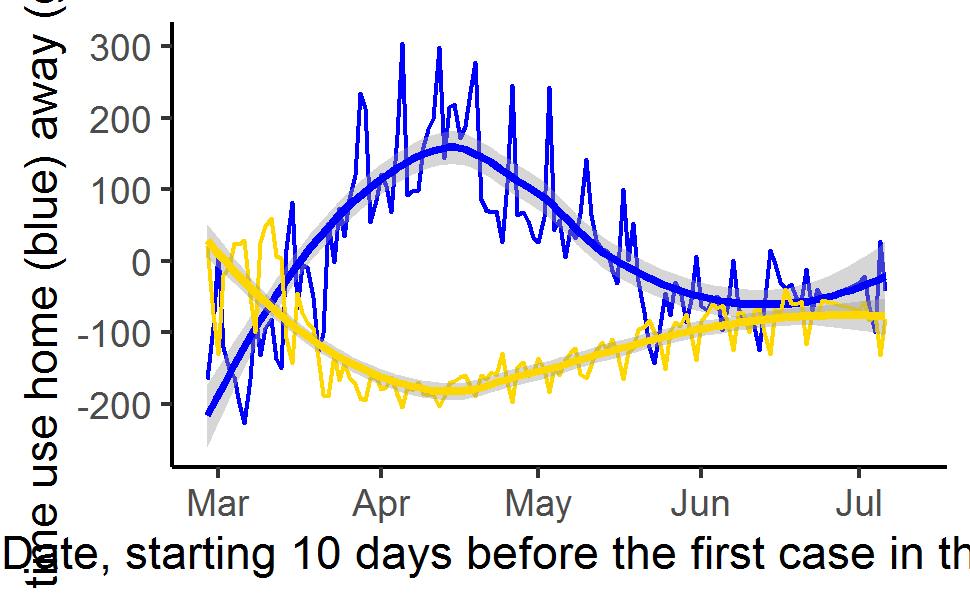 time use home (blue) away (
300
200
100
0
-100
-200
Mar Apr May Jun Jul
Date, starting 10 days before the first case in th